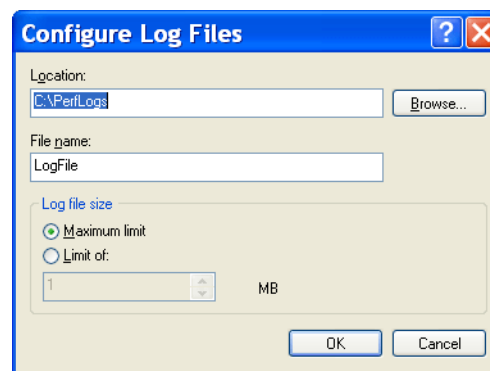 Configure Log Files
Location:
C:\PerfLogs
Browse...
File name:
LogFile
Log file size
Maximum limit
Limit of:
1
MB
OK
Cancel